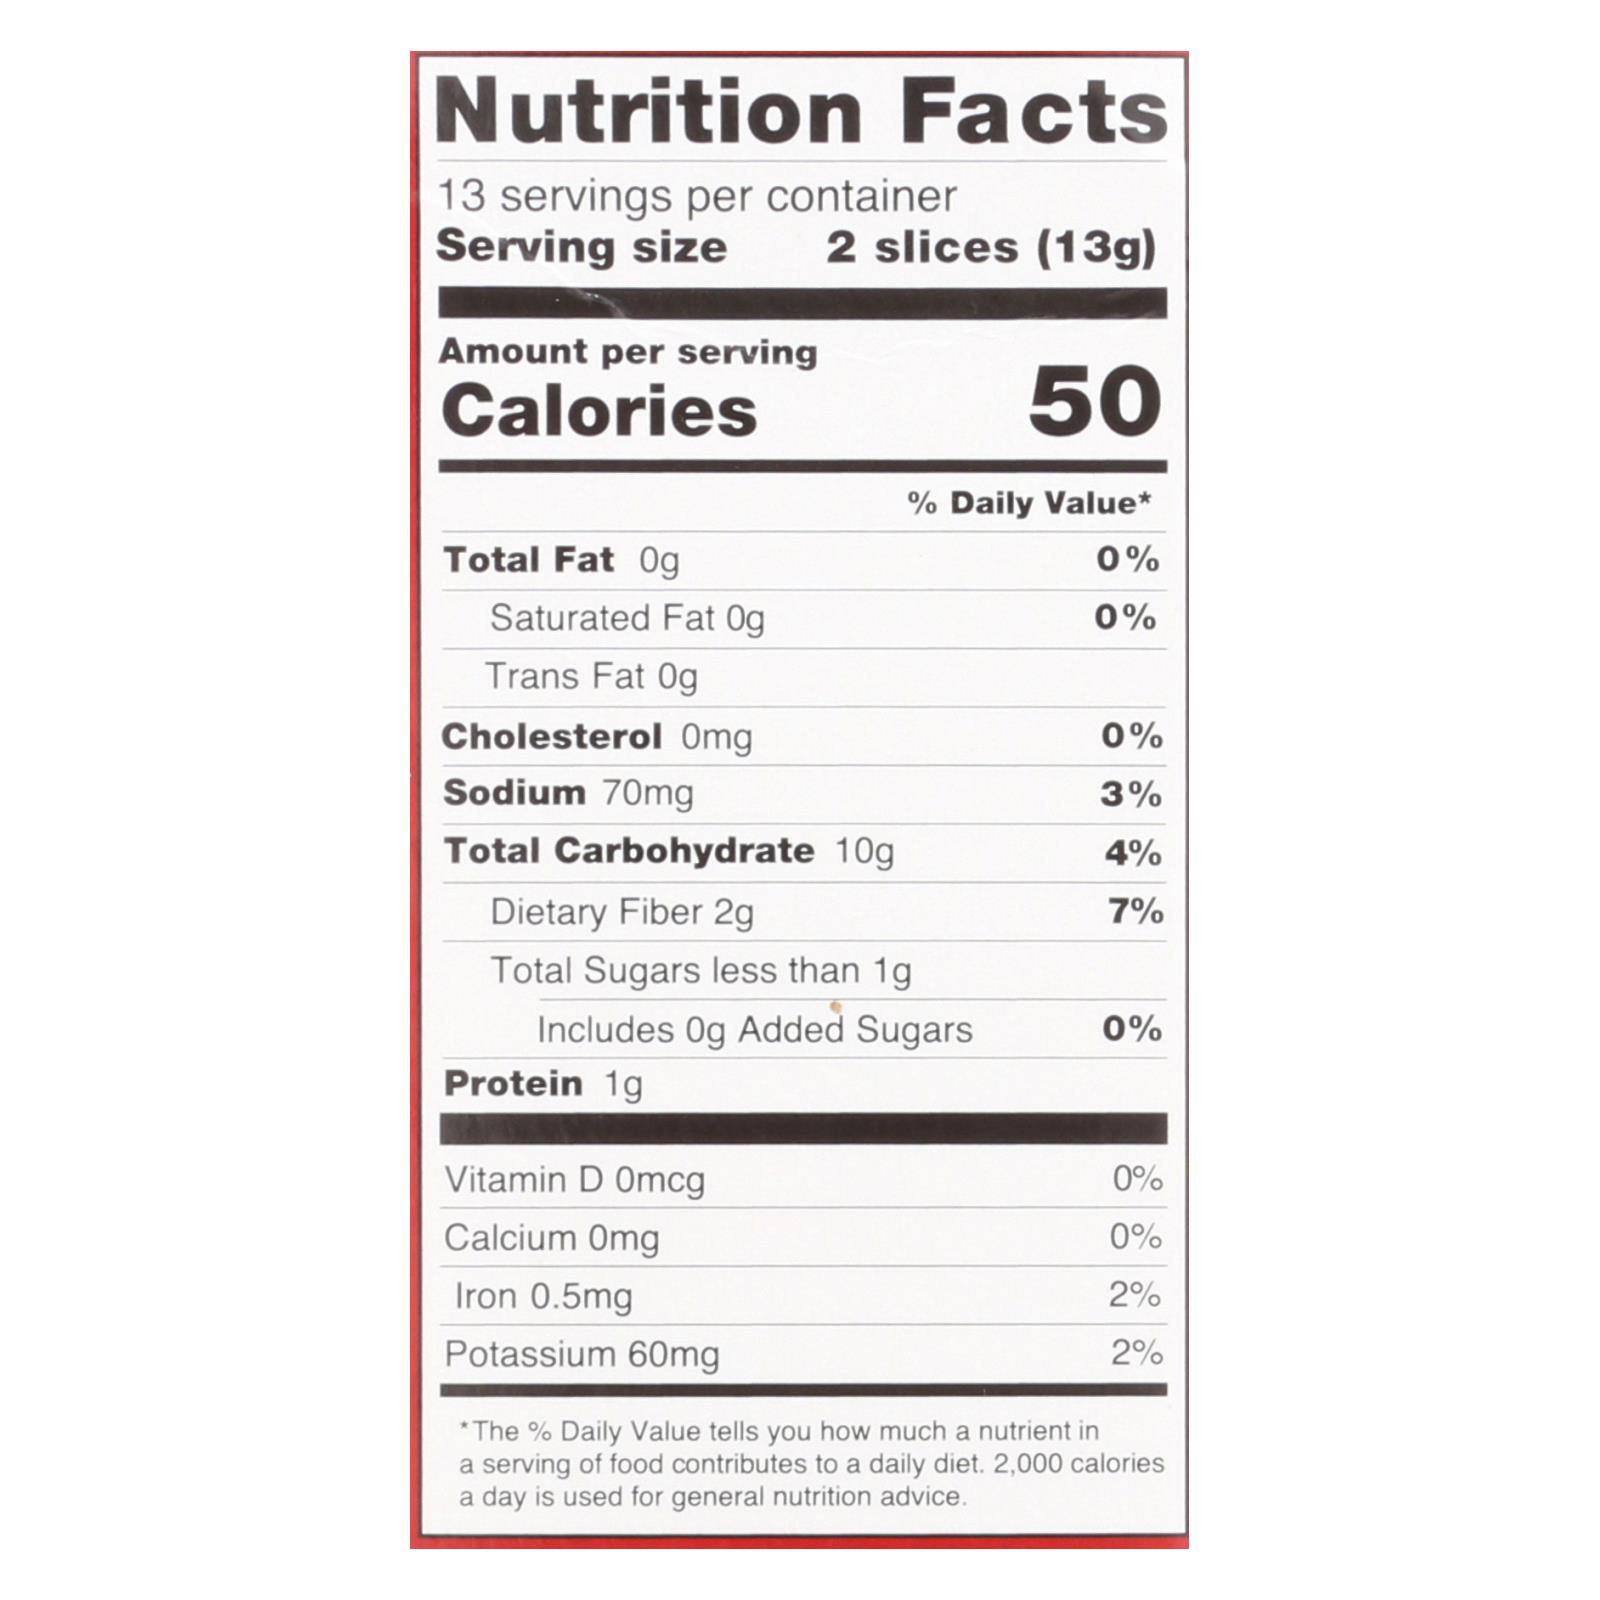 Nutrition Facts
13 servings per container
Serving size 2 slices (13g)
Amount per serving
Calories 50
% Daily Value*
Total Fat 0g 0%
Saturated Fat 0g 0%
Trans Fat 0g
Cholesterol 0mg 0%
Sodium 70mg 3%
Total Carbohydrate 10g 4%
Dietary Fiber 2g 7%
Total Sugars less than 1g
Includes 0g Added Sugars 0%
Protein 1g
Vitamin D 0mcg 0%
Calcium 0mg 0%
Iron 0.5mg 2%
Potassium 60mg 2%
*The % Daily Value tells you how much a nutrient in
a serving of food contributes to a daily diet. 2,000 calories
a day is used for general nutrition advice.